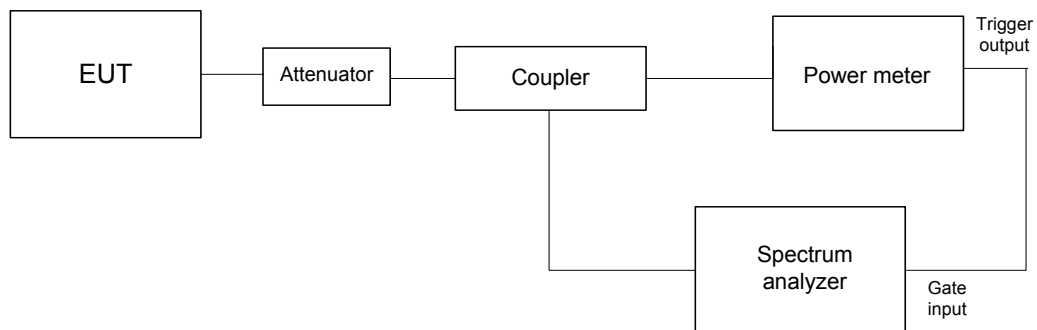 EUT
Attenuator
Coupler
Power meter
Trigger
output
Spectrum
analyzer
Gate
input